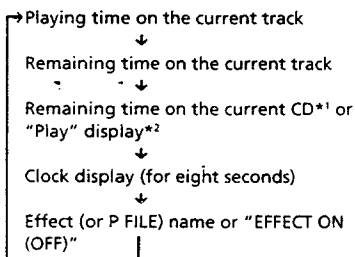 Playing time on the current track
Remaining time on the current track
Remaining time on the current CD*1 or
"Play" display*2
Clock display (for eight seconds)
Effect (or P FILE) name or "EFFECT ON
(OFF)"